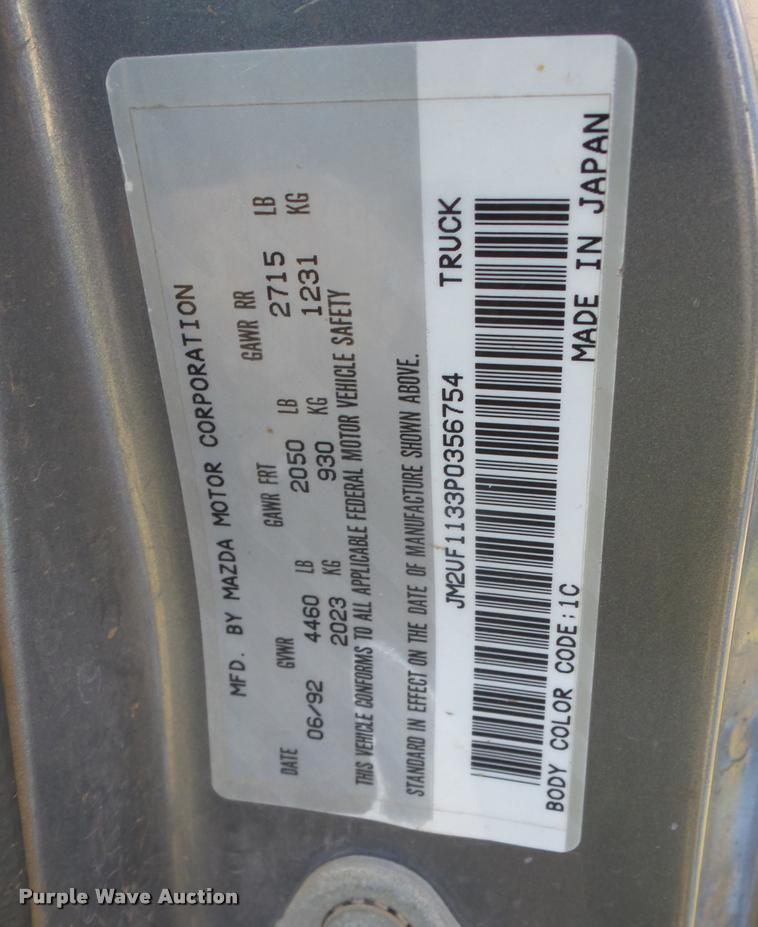 MFD. BY MAZDA MOTOR CORPORATION
DATE GVWR GAWR FRT GAWR RR
06/92 4460 LB 2050 LB 2715 LB
2023 KG 930 KG 1231 KG
THIS VEHICLE CONFORMS TO ALL APPLICABLE FEDERAL MOTOR VEHICLE SAFETY
STANDARD IN EFFECT ON THE DATE OF MANUFACTURE SHOWN ABOVE.
JM2UF1133P0356754 TRUCK
BODY COLOR CODE:1C MADE IN JAPAN
Purple Wave Auction